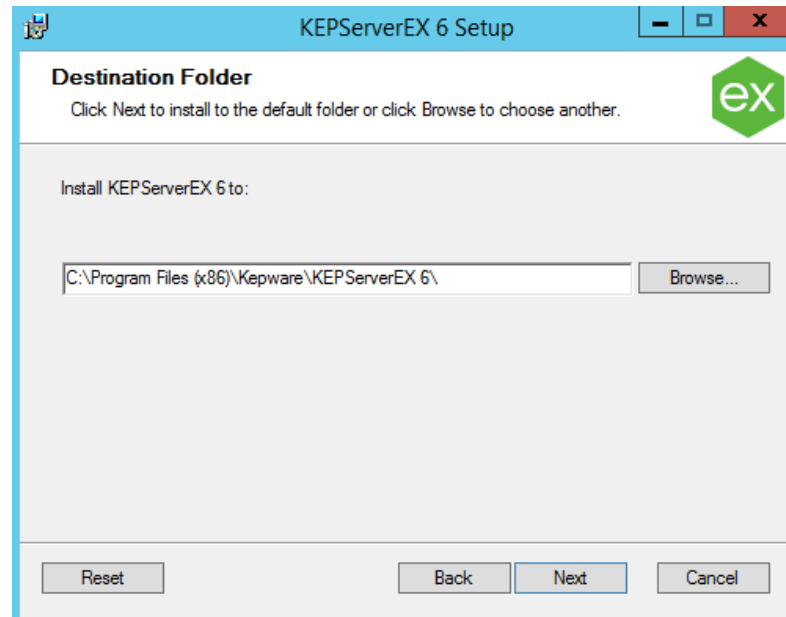 KEPServerEX 6 Setup
Destination Folder
Click Next to install to the default folder or click Browse to choose another.
ex
Install KEPServerEX 6 to:
C:\Program Files (x86)\Kepware\KEPServerEX 6\
Browse...
Reset
Back
Next
Cancel